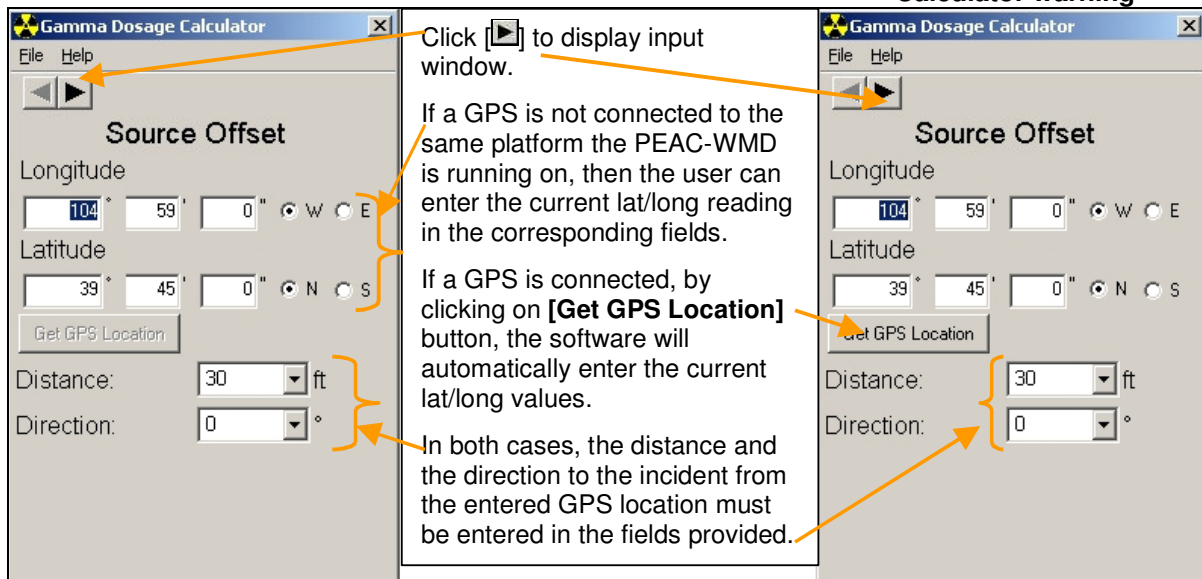 Gamma Dosage Calculator
File Help
Source Offset
Longitude
104 ° 59 ' 0 " W E
Latitude
39 ° 45 ' 0 " N S
Get GPS Location
Distance: 30 ft
Direction: 0 °
Click [ ] to display input
window.
If a GPS is not connected to the
same platform the PEAC-WMD
is running on, then the user can
enter the current lat/long reading
in the corresponding fields.
If a GPS is connected, by
clicking on [Get GPS Location]
button, the software will
automatically enter the current
lat/long values.
In both cases, the distance and
the direction to the incident from
the entered GPS location must
be entered in the fields provided.
Gamma Dosage Calculator
File Help
Source Offset
Longitude
104 ° 59 ' 0 " W E
Latitude
39 ° 45 ' 0 " N S
Get GPS Location
Distance: 30 ft
Direction: 0 °